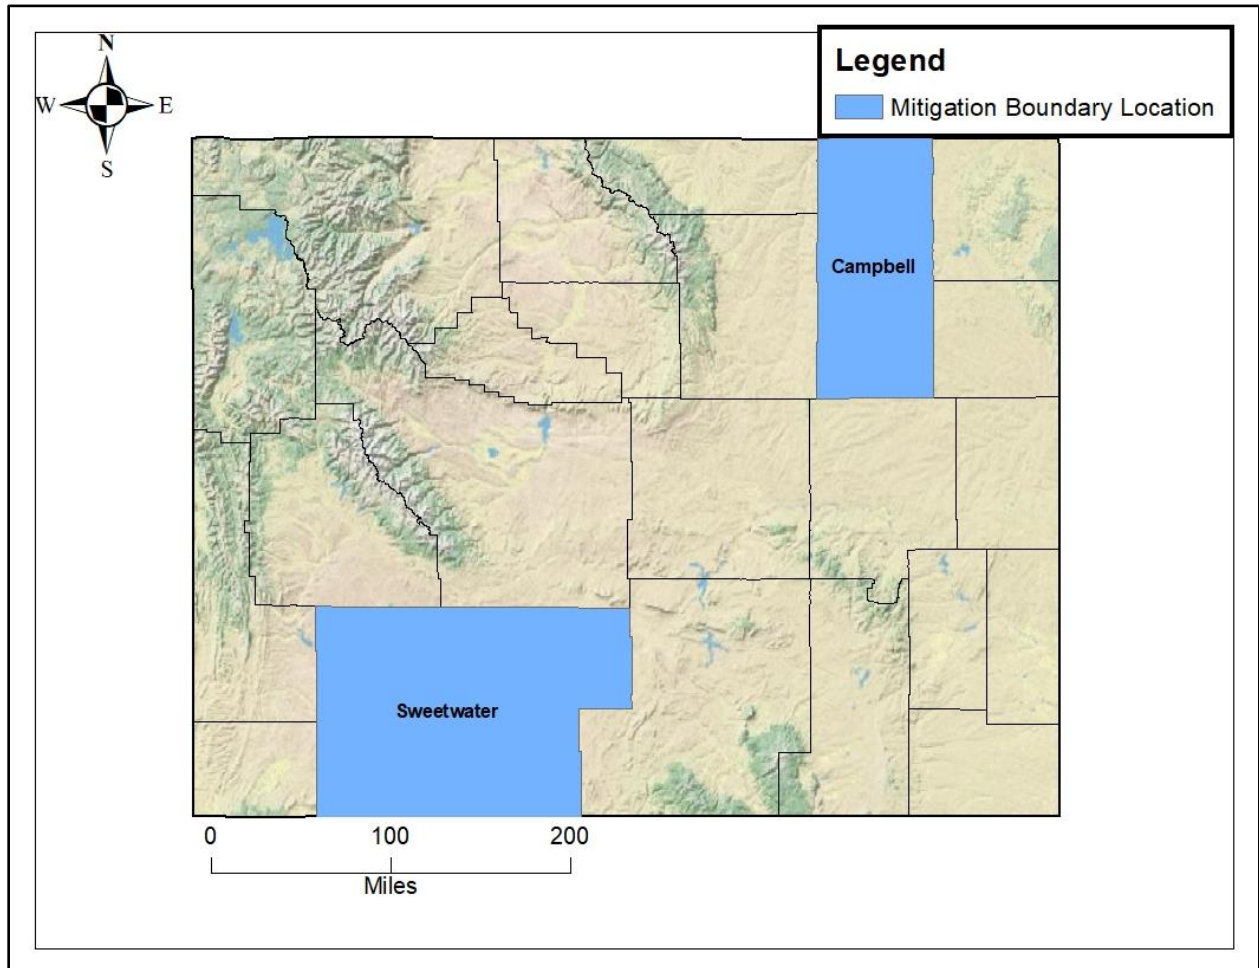 N
W E
S
Legend
Mitigation Boundary Location
Campbell
Sweetwater
0 100 200
Miles